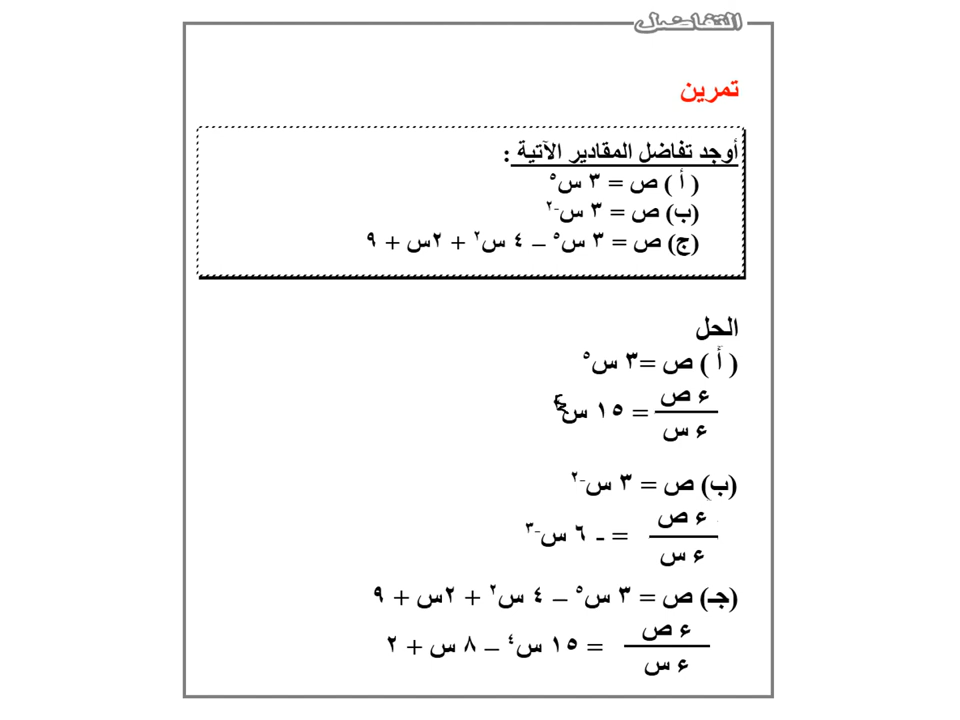 التفاضل
تمرين
أوجد تفاضل المقادير الآتية :
( أ ) ص = ٣ س٥
(ب) ص = ٣ س-٢
(ج) ص = ٣ س٥ – ٤ س٢ + ٢س + ٩
الحل
( أ ) ص =٣ س٥
ء ص
ء س
= ١٥ س٤
(ب) ص = ٣ س-٢
ء ص
ء س
= ـ ٦ س-٣
(جـ) ص = ٣ س٥ – ٤ س٢ + ٢س + ٩
ء ص
ء س
= ١٥ س٤ – ٨ س + ٢